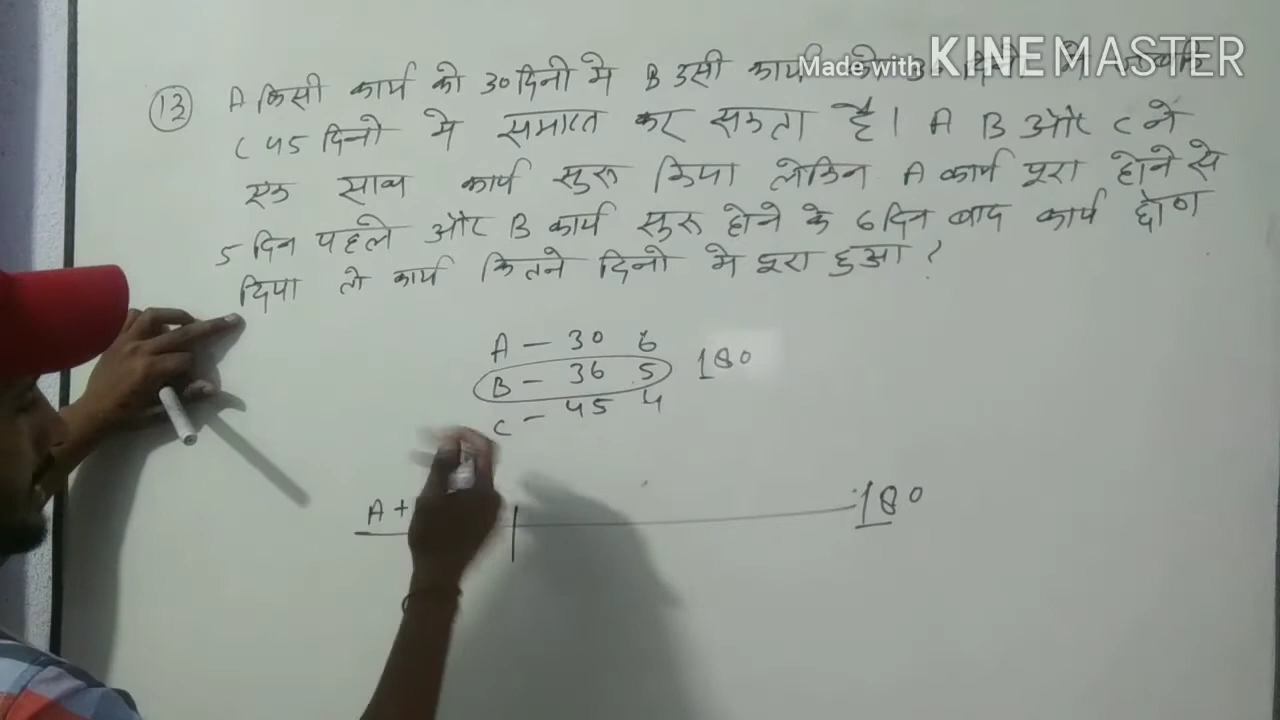 Made with KINEMASTER
13 A किसी कार्य को 30 दिनो मे B उसी कार्य
C 45 दिनो मे समाप्त कर सकता है। A B और C ने
एक साथ कार्य सुरू किया लेकिन A कार्य पूरा होने से
5 दिन पहले और B कार्य सुरू होने के 6 दिन बाद कार्य छोण
दिया तो कार्य कितने दिनो मे पूरा हुआ ?
A – 30 6
B – 36 5 180
C – 45 4
A + 180